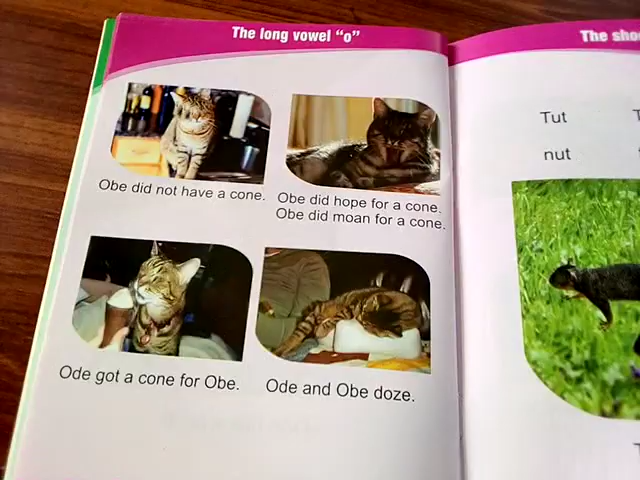 The long vowel "o"
Obe did not have a cone.
Obe did hope for a cone.
Obe did moan for a cone.
Ode got a cone for Obe.
Ode and Obe doze.
The
Tut
nut